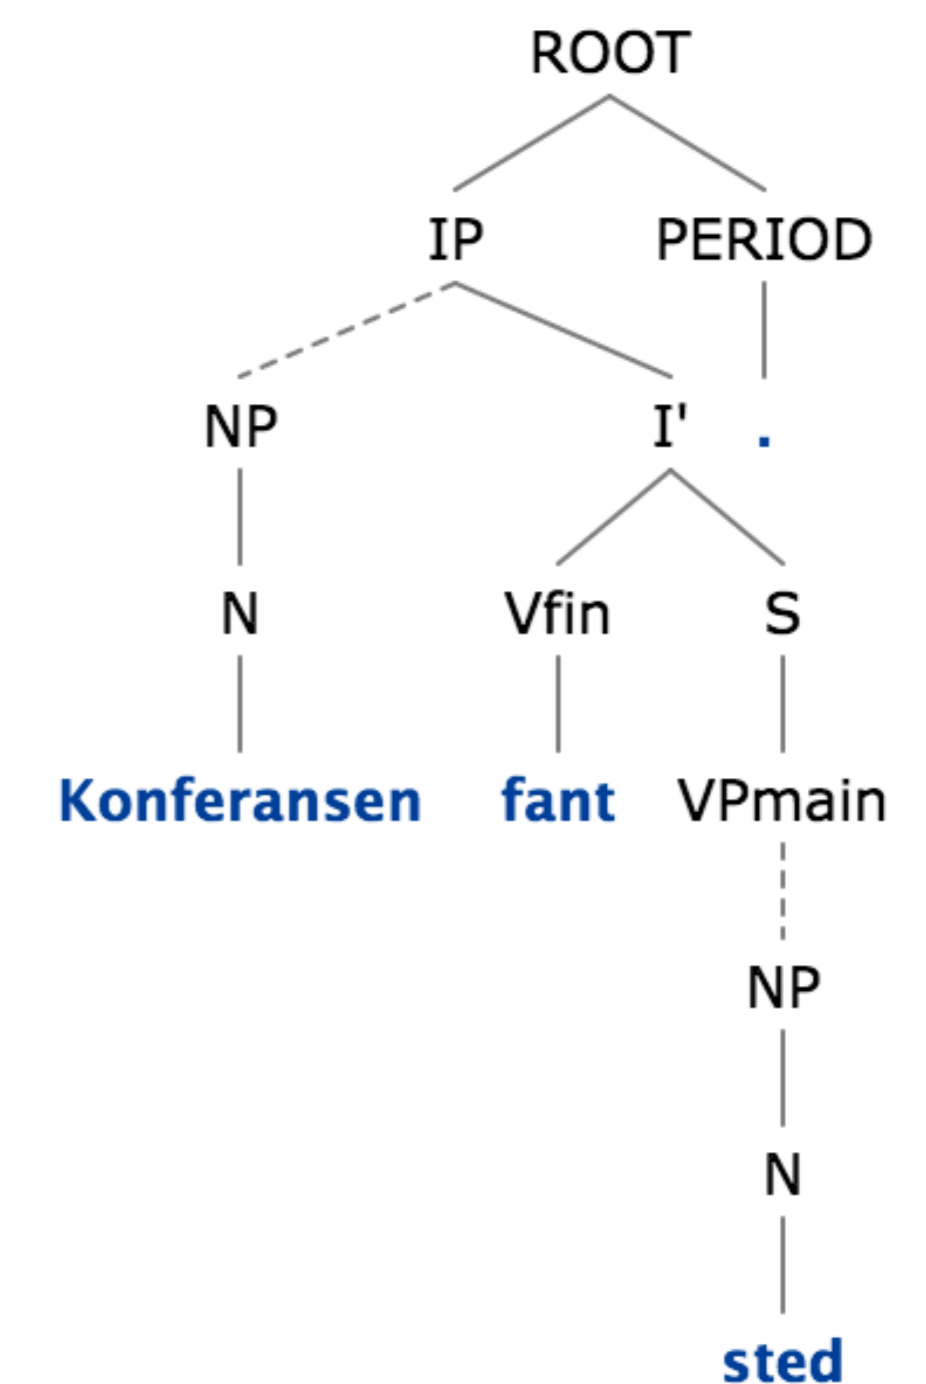 ROOT
IP PERIOD
NP I' .
N Vfin S
Konferansen fant VPmain
NP
N
sted